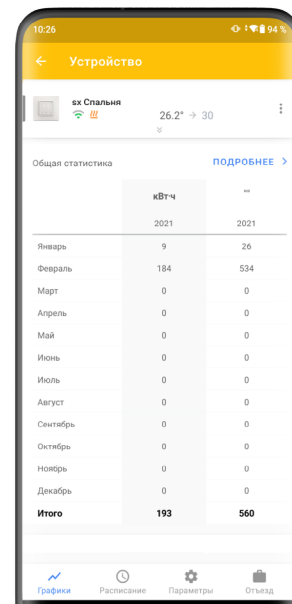 10:26 94 %
Устройство
sx Спальня
26.2° → 30
Общая статистика ПОДРОБНЕЕ >
кВт·ч
2021 2021
Январь 9 26
Февраль 184 534
Март 0 0
Апрель 0 0
Май 0 0
Июнь 0 0
Июль 0 0
Август 0 0
Сентябрь 0 0
Октябрь 0 0
Ноябрь 0 0
Декабрь 0 0
Итого 193 560
Графики Расписание Параметры Отъезд